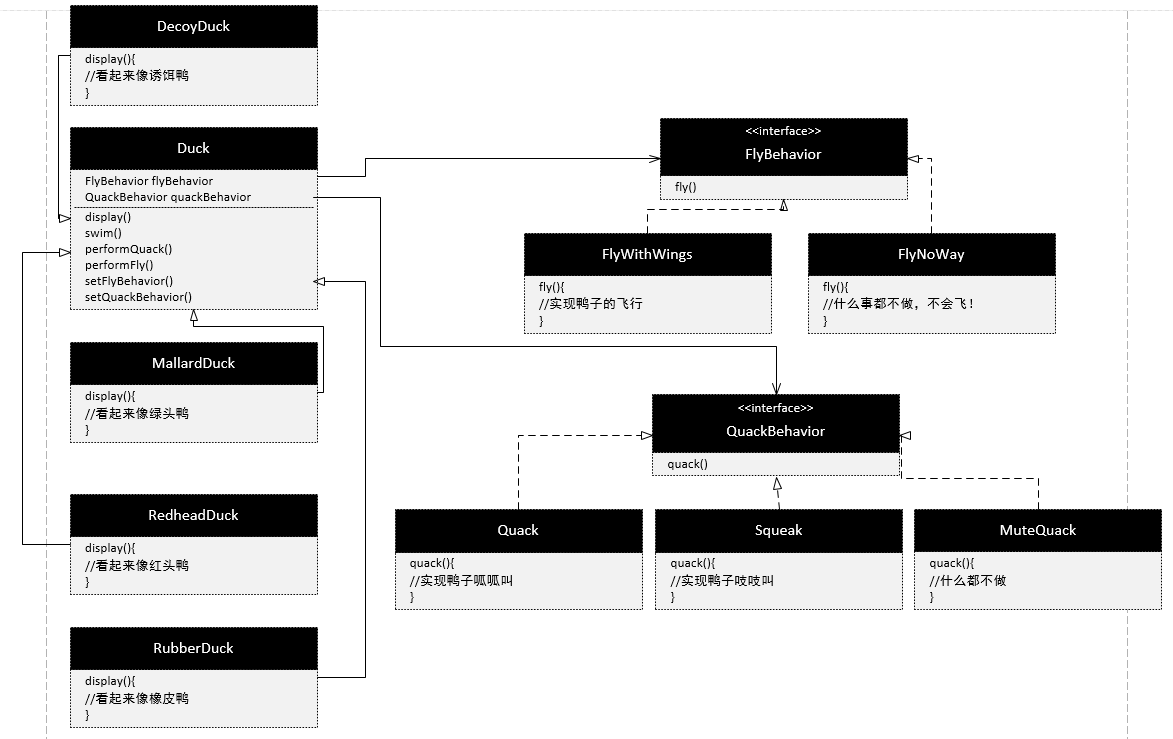 DecoyDuck
display(){
//看起来像诱饵鸭
}
Duck
FlyBehavior flyBehavior
QuackBehavior quackBehavior
display()
swim()
performQuack()
performFly()
setFlyBehavior()
setQuackBehavior()
MallardDuck
display(){
//看起来像绿头鸭
}
RedheadDuck
display(){
//看起来像红头鸭
}
RubberDuck
display(){
//看起来像橡皮鸭
}
<<interface>>
FlyBehavior
fly()
FlyWithWings
fly(){
//实现鸭子的飞行
}
FlyNoWay
fly(){
//什么事都不做，不会飞！
}
<<interface>>
QuackBehavior
quack()
Quack
quack(){
//实现鸭子呱呱叫
}
Squeak
quack(){
//实现鸭子吱吱叫
}
MuteQuack
quack(){
//什么都不做
}